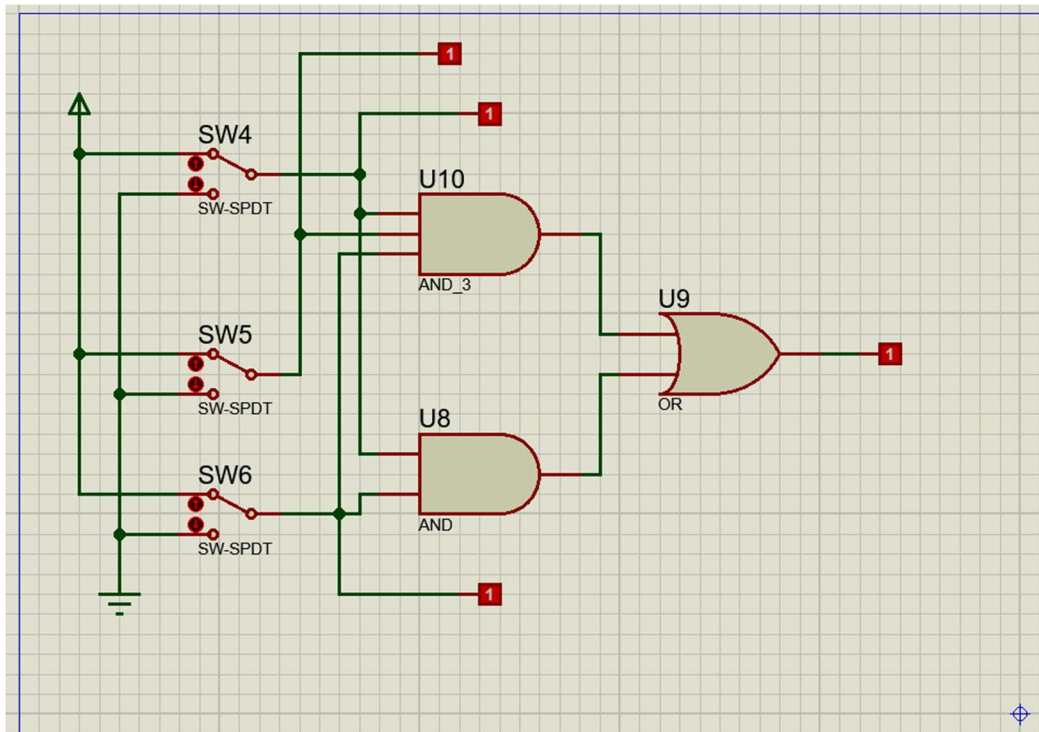 1
1
SW4
SW-SPDT
U10
AND_3
U9
OR
1
SW5
SW-SPDT
U8
AND
SW6
SW-SPDT
1